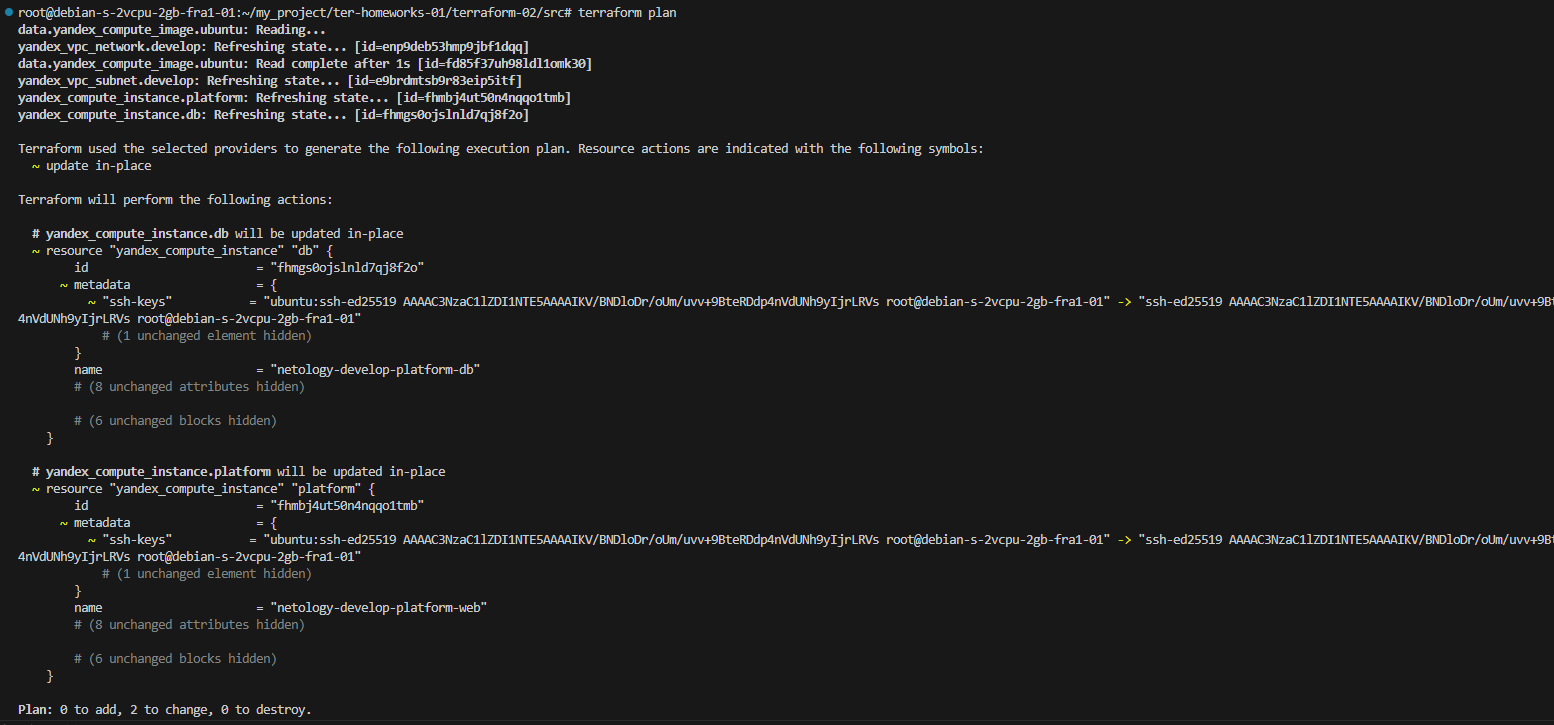 root@debian-s-2vcpu-2gb-fra1-01:~/my_project/ter-homeworks-01/terraform-02/src# terraform plan
data.yandex_compute_image.ubuntu: Reading...
yandex_vpc_network.develop: Refreshing state... [id=enp9deb53hmp9jbf1dqq]
data.yandex_compute_image.ubuntu: Read complete after 1s [id=fd85f37uh98ldl1omk30]
yandex_vpc_subnet.develop: Refreshing state... [id=e9brdmtsb9r83eip5itf]
yandex_compute_instance.platform: Refreshing state... [id=fhmbj4ut50n4nqqo1tmb]
yandex_compute_instance.db: Refreshing state... [id=fhmgs0ojslnld7qj8f2o]
Terraform used the selected providers to generate the following execution plan. Resource actions are indicated with the following symbols:
~ update in-place
Terraform will perform the following actions:
# yandex_compute_instance.db will be updated in-place
~ resource "yandex_compute_instance" "db" {
id = "fhmgs0ojslnld7qj8f2o"
~ metadata = {
~ "ssh-keys" = "ubuntu:ssh-ed25519 AAAAC3NzaC1lZDI1NTE5AAAAIKV/BNDloDr/oUm/uvv+9BteRDdp4nVdUNh9yIjrLRVs root@debian-s-2vcpu-2gb-fra1-01" -> "ssh-ed25519 AAAAC3NzaC1lZDI1NTE5AAAAIKV/BNDloDr/oUm/uvv+9Bt
4nVdUNh9yIjrLRVs root@debian-s-2vcpu-2gb-fra1-01"
# (1 unchanged element hidden)
}
name = "netology-develop-platform-db"
# (8 unchanged attributes hidden)
# (6 unchanged blocks hidden)
}
# yandex_compute_instance.platform will be updated in-place
~ resource "yandex_compute_instance" "platform" {
id = "fhmbj4ut50n4nqqo1tmb"
~ metadata = {
~ "ssh-keys" = "ubuntu:ssh-ed25519 AAAAC3NzaC1lZDI1NTE5AAAAIKV/BNDloDr/oUm/uvv+9BteRDdp4nVdUNh9yIjrLRVs root@debian-s-2vcpu-2gb-fra1-01" -> "ssh-ed25519 AAAAC3NzaC1lZDI1NTE5AAAAIKV/BNDloDr/oUm/uvv+9Bt
4nVdUNh9yIjrLRVs root@debian-s-2vcpu-2gb-fra1-01"
# (1 unchanged element hidden)
}
name = "netology-develop-platform-web"
# (8 unchanged attributes hidden)
# (6 unchanged blocks hidden)
}
Plan: 0 to add, 2 to change, 0 to destroy.